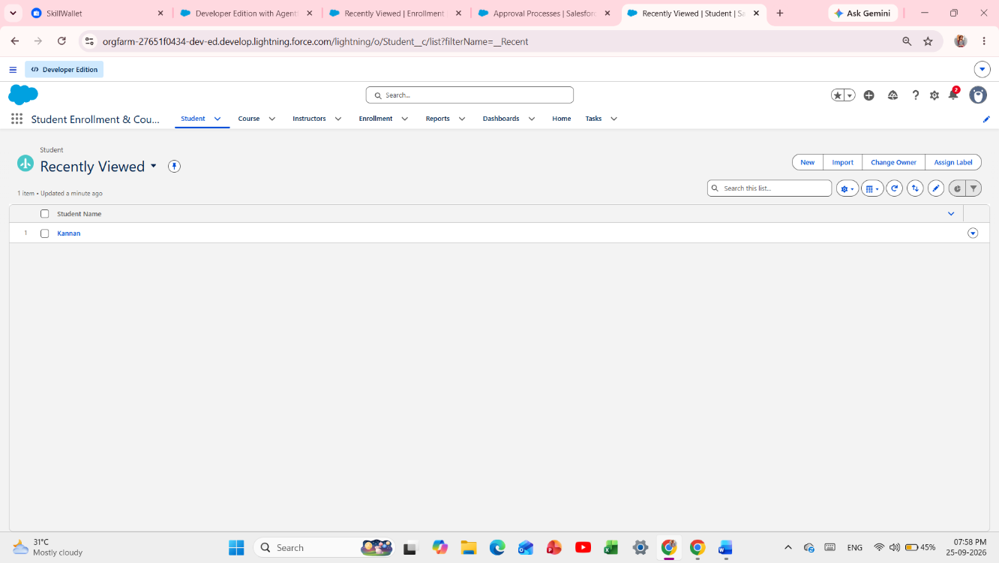 SkillWallet
Developer Edition with Agentf
Recently Viewed | Enrollment
Approval Processes | Salesforc
Recently Viewed | Student | Sa
Ask Gemini
orgfarm-27651f0434-dev-ed.develop.lightning.force.com/lightning/o/Student__c/list?filterName=__Recent
Developer Edition
Search...
2
Student Enrollment & Cou...
Student
Course
Instructors
Enrollment
Reports
Dashboards
Home
Tasks
Student
Recently Viewed
New
Import
Change Owner
Assign Label
1 item • Updated a minute ago
Search this list...
Student Name
1
Kannan
31°C
Mostly cloudy
Search
ENG
45%
07:58 PM
25-09-2026